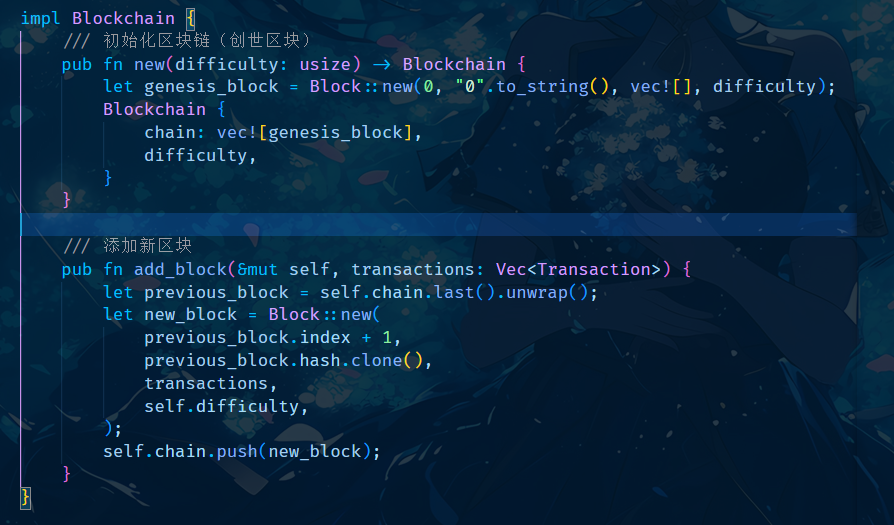 impl Blockchain {
    /// 初始化区块链（创世区块）
    pub fn new(difficulty: usize) -> Blockchain {
        let genesis_block = Block::new(0, "0".to_string(), vec![], difficulty);
        Blockchain {
            chain: vec![genesis_block],
            difficulty,
        }
    }
    /// 添加新区块
    pub fn add_block(&mut self, transactions: Vec<Transaction>) {
        let previous_block = self.chain.last().unwrap();
        let new_block = Block::new(
            previous_block.index + 1,
            previous_block.hash.clone(),
            transactions,
            self.difficulty,
        );
        self.chain.push(new_block);
    }
}